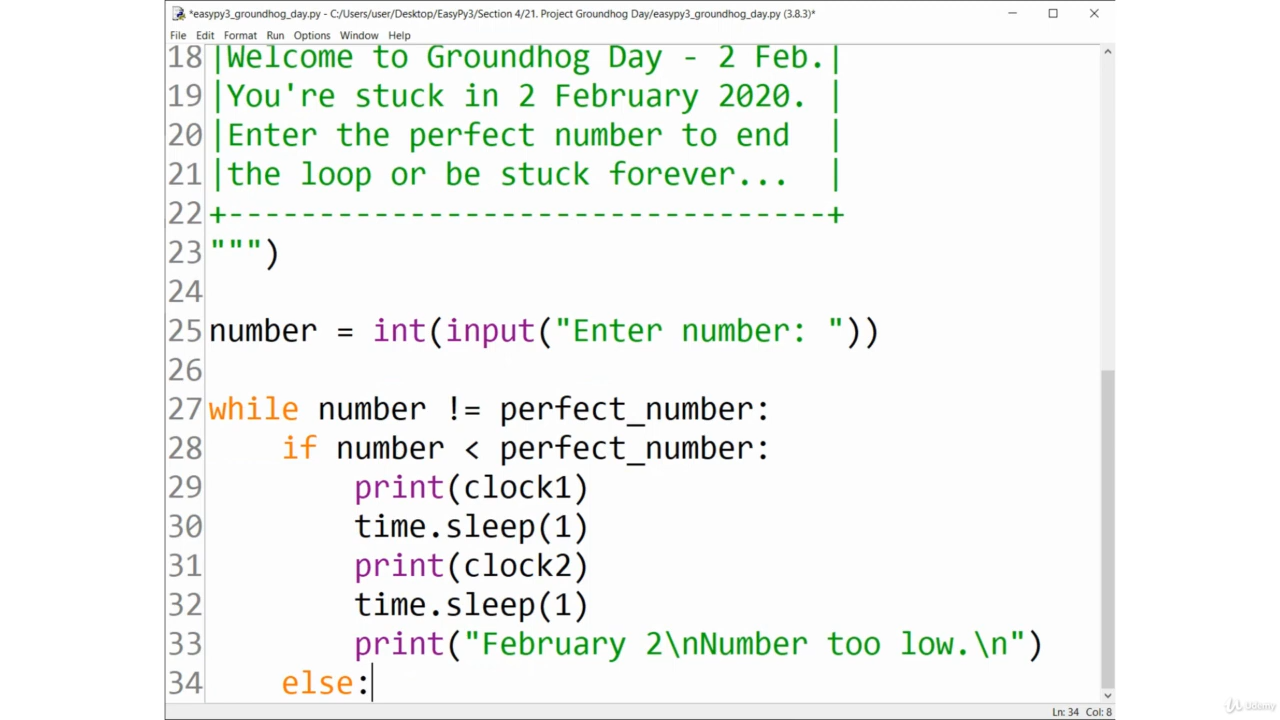 *easypy3_groundhog_day.py - C:/Users/user/Desktop/EasyPy3/Section 4/21. Project Groundhog Day/easypy3_groundhog_day.py (3.8.3)*
File Edit Format Run Options Window Help
18 |Welcome to Groundhog Day - 2 Feb.|
19 |You're stuck in 2 February 2020. |
20 |Enter the perfect number to end  |
21 |the loop or be stuck forever...  |
22 +---------------------------------+
23 """)
24
25 number = int(input("Enter number: "))
26
27 while number != perfect_number:
28     if number < perfect_number:
29         print(clock1)
30         time.sleep(1)
31         print(clock2)
32         time.sleep(1)
33         print("February 2\nNumber too low.\n")
34     else:
Ln: 34 Col: 8
Udemy